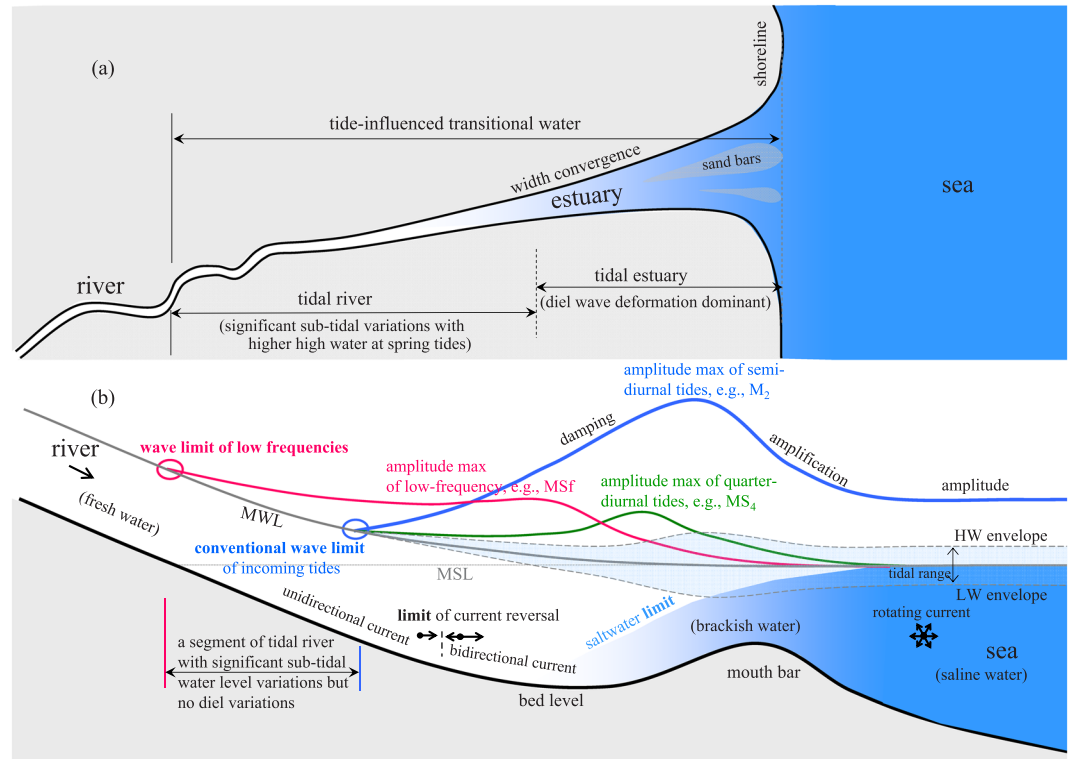 (a)
shoreline
tide-influenced transitional water
width convergence
sand bars
estuary
sea
river
tidal river
(significant sub-tidal variations with
higher high water at spring tides)
tidal estuary
(diel wave deformation dominant)
(b)
amplitude max of semi-
diurnal tides, e.g., M₂
river
(fresh water)
wave limit of low frequencies
damping
amplification
amplitude max
of low-frequency, e.g., MSf
amplitude max of quarter-
diurnal tides, e.g., MS₄
amplitude
MWL
conventional wave limit
of incoming tides
MSL
HW envelope
tidal range
LW envelope
unidirectional current
limit of current reversal
bidirectional current
saltwater limit
(brackish water)
rotating current
sea
(saline water)
a segment of tidal river
with significant sub-tidal
water level variations but
no diel variations
bed level
mouth bar